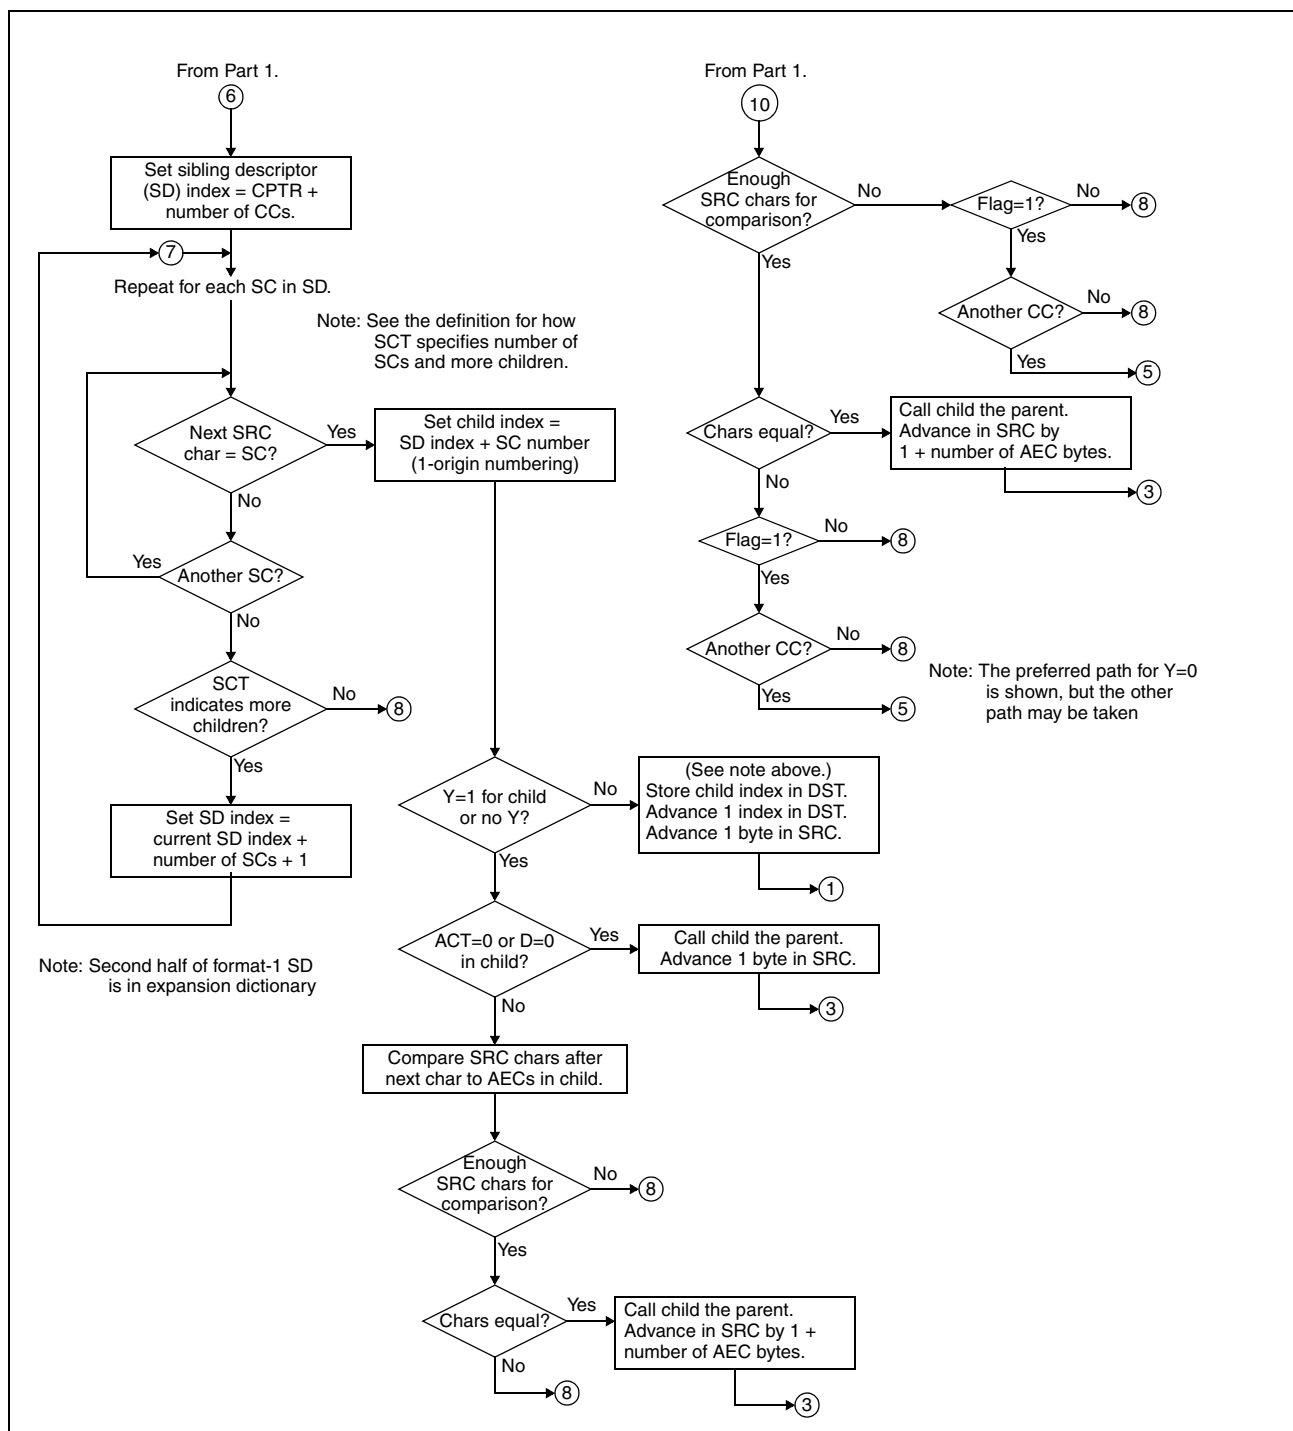 From Part 1.
6
Set sibling descriptor
(SD) index = CPTR +
number of CCs.
7
Repeat for each SC in SD.
Note: See the definition for how
SCT specifies number of
SCs and more children.
Next SRC
char = SC?
Yes
Set child index =
SD index + SC number
(1-origin numbering)
No
Another SC?
Yes
No
SCT
indicates more
children?
No
8
Yes
Set SD index =
current SD index +
number of SCs + 1
Note: Second half of format-1 SD
is in expansion dictionary
Y=1 for child
or no Y?
No
(See note above.)
Store child index in DST.
Advance 1 index in DST.
Advance 1 byte in SRC.
1
Yes
ACT=0 or D=0
in child?
Yes
Call child the parent.
Advance 1 byte in SRC.
3
No
Compare SRC chars after
next char to AECs in child.
Enough
SRC chars for
comparison?
No
8
Yes
Chars equal?
Yes
Call child the parent.
Advance in SRC by 1 +
number of AEC bytes.
3
No
8
From Part 1.
10
Enough
SRC chars for
comparison?
No
Flag=1?
No
8
Yes
Another CC?
No
8
Yes
5
Yes
Chars equal?
Yes
Call child the parent.
Advance in SRC by
1 + number of AEC bytes.
3
No
Flag=1?
No
8
Yes
Another CC?
No
8
Yes
5
Note: The preferred path for Y=0
is shown, but the other
path may be taken